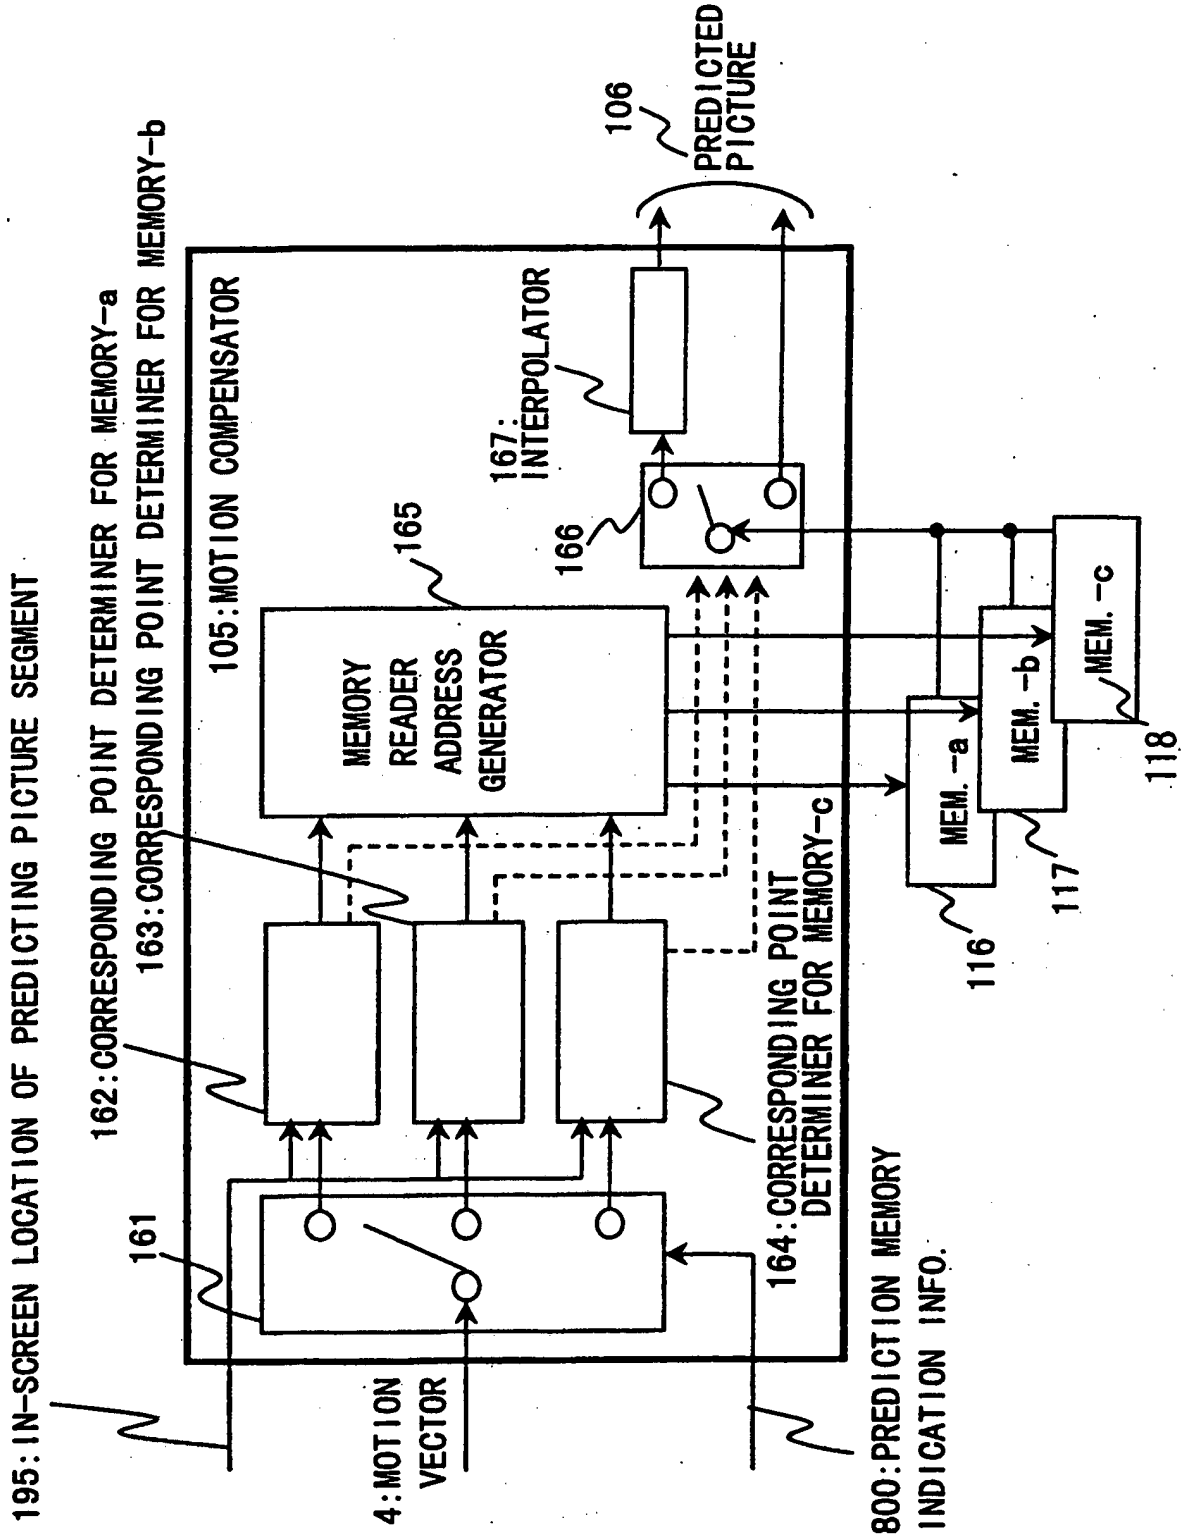 195:IN-SCREEN LOCATION OF PREDICTING PICTURE SEGMENT
162:CORRESPONDING POINT DETERMINER FOR MEMORY-a
163:CORRESPONDING POINT DETERMINER FOR MEMORY-b
161
105:MOTION COMPENSATOR
165
MEMORY
READER
ADDRESS
GENERATOR
167:
INTERPOLATOR
166
106
PREDICTED
PICTURE
4:MOTION
VECTOR
164:CORRESPONDING POINT
DETERMINER FOR MEMORY-c
800:PREDICTION MEMORY
INDICATION INFO.
MEM. -a
MEM. -b
MEM. -c
116
117
118